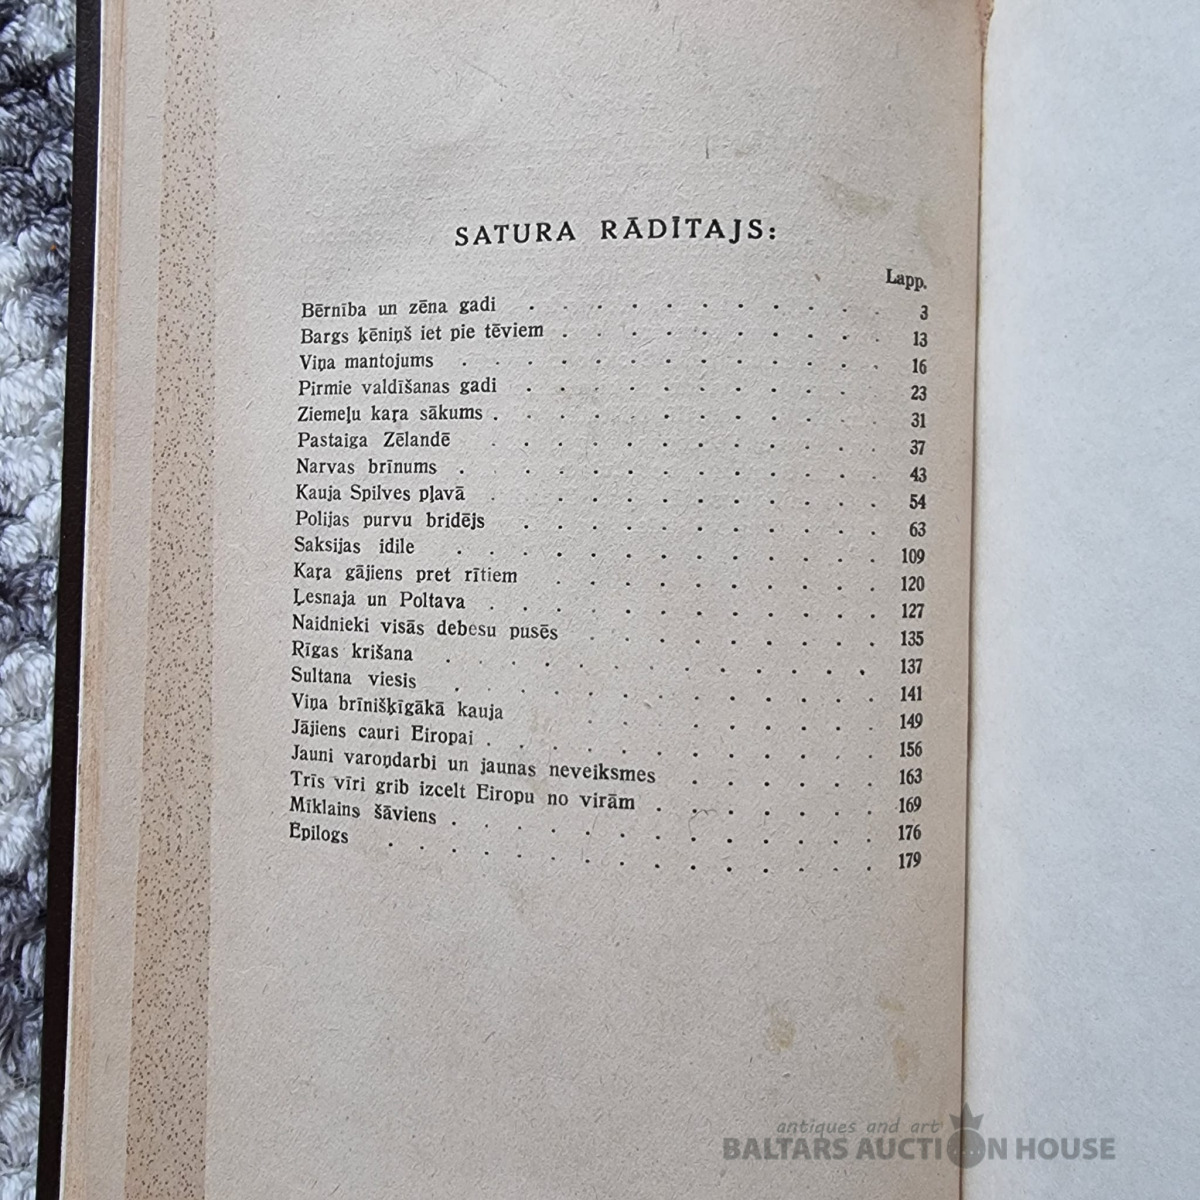 SATURA RĀDĪTAJS:
Lapp.
Bērnība un zēna gadi . . . . . . . . . . . 3
Bargs ķēniņš iet pie tēviem . . . . . . . . . . 13
Viņa mantojums . . . . . . . . . . . . . 16
Pirmie valdīšanas gadi . . . . . . . . . . 23
Ziemeļu kaŗa sākums . . . . . . . . . . . . 31
Pastaiga Zēlandē . . . . . . . . . . . . 37
Narvas brīnums . . . . . . . . . . . . . 43
Kauja Spilves pļavā . . . . . . . . . . . 54
Polijas purvu bridējs . . . . . . . . . . . 63
Saksijas idile . . . . . . . . . . . . . 109
Kaŗa gājiens pret rītiem . . . . . . . . . . 120
Ļesnaja un Poltava . . . . . . . . . . . . 127
Naidnieki visās debesu pusēs . . . . . . . . . 135
Rīgas krišana . . . . . . . . . . . . . 137
Sultana viesis . . . . . . . . . . . . . 141
Viņa brīnišķīgākā kauja . . . . . . . . . 149
Jājiens cauri Eiropai . . . . . . . . . . . . 156
Jauni varoņdarbi un jaunas neveiksmes . . . . . . 163
Trīs vīri grib izcelt Eiropu no virām . . . . . . . 169
Mīklains šāviens . . . . . . . . . . . . . 176
Epilogs . . . . . . . . . . . . . . . 179
antiques and art
BALTARS AUCTION HOUSE